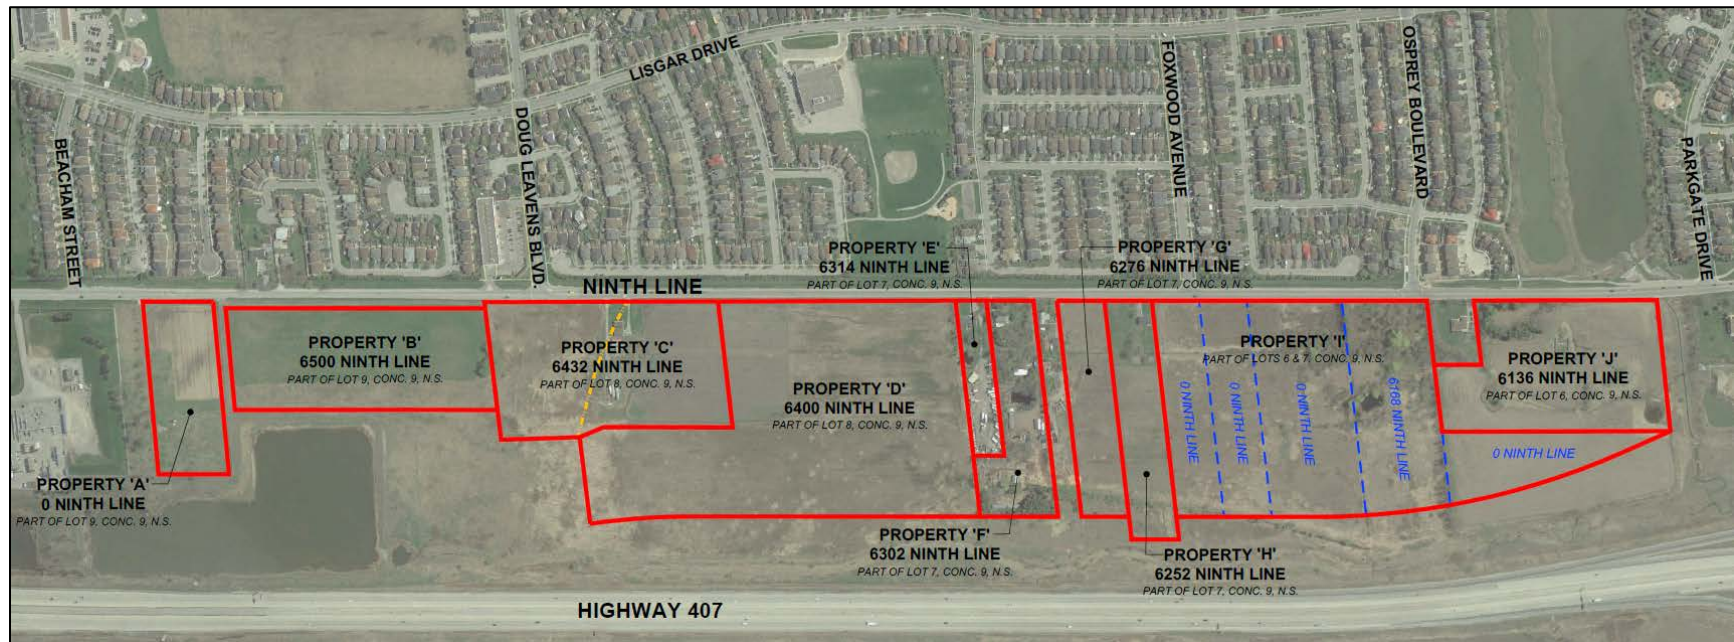 LISGAR DRIVE
BEACHAM STREET
DOUG LEAVENS BLVD.
FOXWOOD AVENUE
OSPREY BOULEVARD
PARKGATE DRIVE
NINTH LINE
PROPERTY 'E'
6314 NINTH LINE
PART OF LOT 7, CONC. 9, N.S.
PROPERTY 'G'
6276 NINTH LINE
PART OF LOT 7, CONC. 9, N.S.
PROPERTY 'B'
6500 NINTH LINE
PART OF LOT 9, CONC. 9, N.S.
PROPERTY 'C'
6432 NINTH LINE
PART OF LOT 8, CONC. 9, N.S.
PROPERTY 'D'
6400 NINTH LINE
PART OF LOT 8, CONC. 9, N.S.
PROPERTY 'I'
PART OF LOTS 6 & 7, CONC. 9, N.S.
0 NINTH LINE
0 NINTH LINE
0 NINTH LINE
6168 NINTH LINE
PROPERTY 'J'
6136 NINTH LINE
PART OF LOT 6, CONC. 9, N.S.
0 NINTH LINE
PROPERTY 'A'
0 NINTH LINE
PART OF LOT 9, CONC. 9, N.S.
PROPERTY 'F'
6302 NINTH LINE
PART OF LOT 7, CONC. 9, N.S.
PROPERTY 'H'
6252 NINTH LINE
PART OF LOT 7, CONC. 9, N.S.
HIGHWAY 407